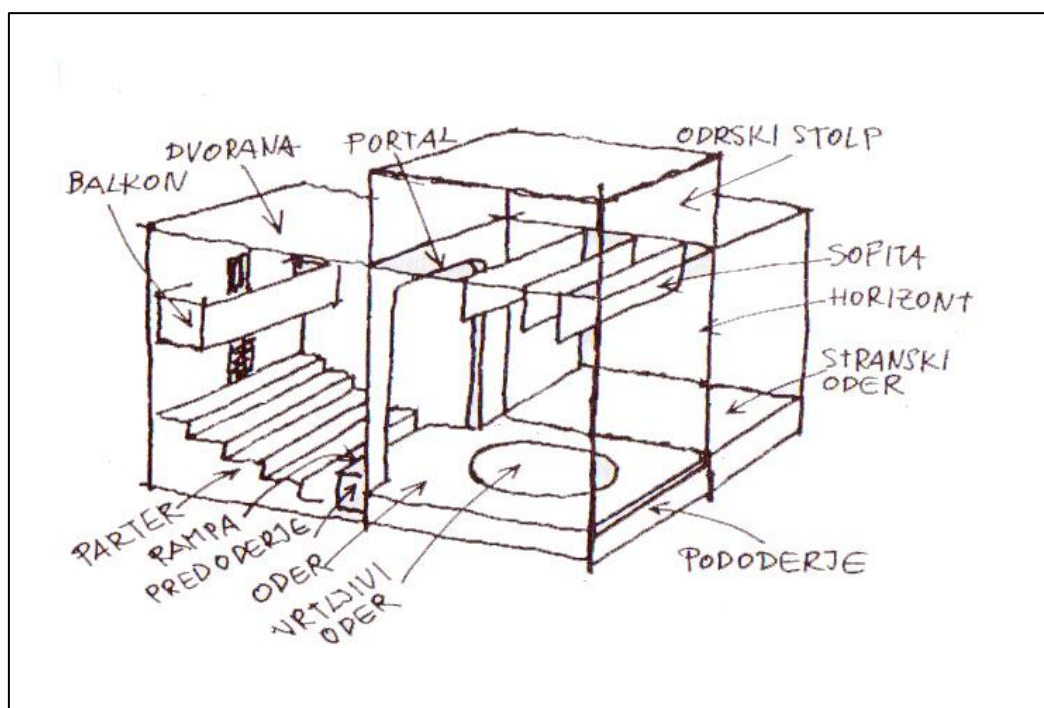 BALKON
DVORANA
PORTAL
ODRSKI STOLP
SOFITA
HORIZONT
STRANSKI
ODER
PODODERJE
PARTER
RAMPA
PREDODERJE
ODER
VRTLJIVI
ODER